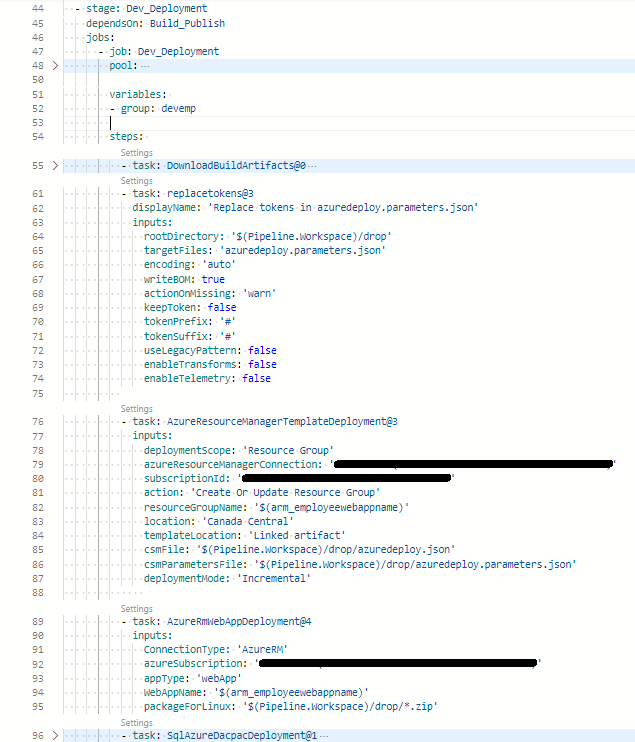 44 - stage: Dev_Deployment
45 dependsOn: Build_Publish
46 jobs:
47 - job: Dev_Deployment
48 > pool: ...
50
51 variables:
52 - group: devemp
53
54 steps:
Settings
55 > - task: DownloadBuildArtifacts@0 ...
Settings
61 - task: replacetokens@3
62 displayName: 'Replace tokens in azuredeploy.parameters.json'
63 inputs:
64 rootDirectory: '$(Pipeline.Workspace)/drop'
65 targetFiles: 'azuredeploy.parameters.json'
66 encoding: 'auto'
67 writeBOM: true
68 actionOnMissing: 'warn'
69 keepToken: false
70 tokenPrefix: '#'
71 tokenSuffix: '#'
72 useLegacyPattern: false
73 enableTransforms: false
74 enableTelemetry: false
75
Settings
76 - task: AzureResourceManagerTemplateDeployment@3
77 inputs:
78 deploymentScope: 'Resource Group'
79 azureResourceManagerConnection: ' '
80 subscriptionId: ' '
81 action: 'Create Or Update Resource Group'
82 resourceGroupName: '$(arm_employeewebappname)'
83 location: 'Canada Central'
84 templateLocation: 'Linked artifact'
85 csmFile: '$(Pipeline.Workspace)/drop/azuredeploy.json'
86 csmParametersFile: '$(Pipeline.Workspace)/drop/azuredeploy.parameters.json'
87 deploymentMode: 'Incremental'
88
Settings
89 - task: AzureRmWebAppDeployment@4
90 inputs:
91 ConnectionType: 'AzureRM'
92 azureSubscription: ' '
93 appType: 'webApp'
94 WebAppName: '$(arm_employeewebappname)'
95 packageForLinux: '$(Pipeline.Workspace)/drop/*.zip'
Settings
96 > - task: SqlAzureDacpacDeployment@1 ...